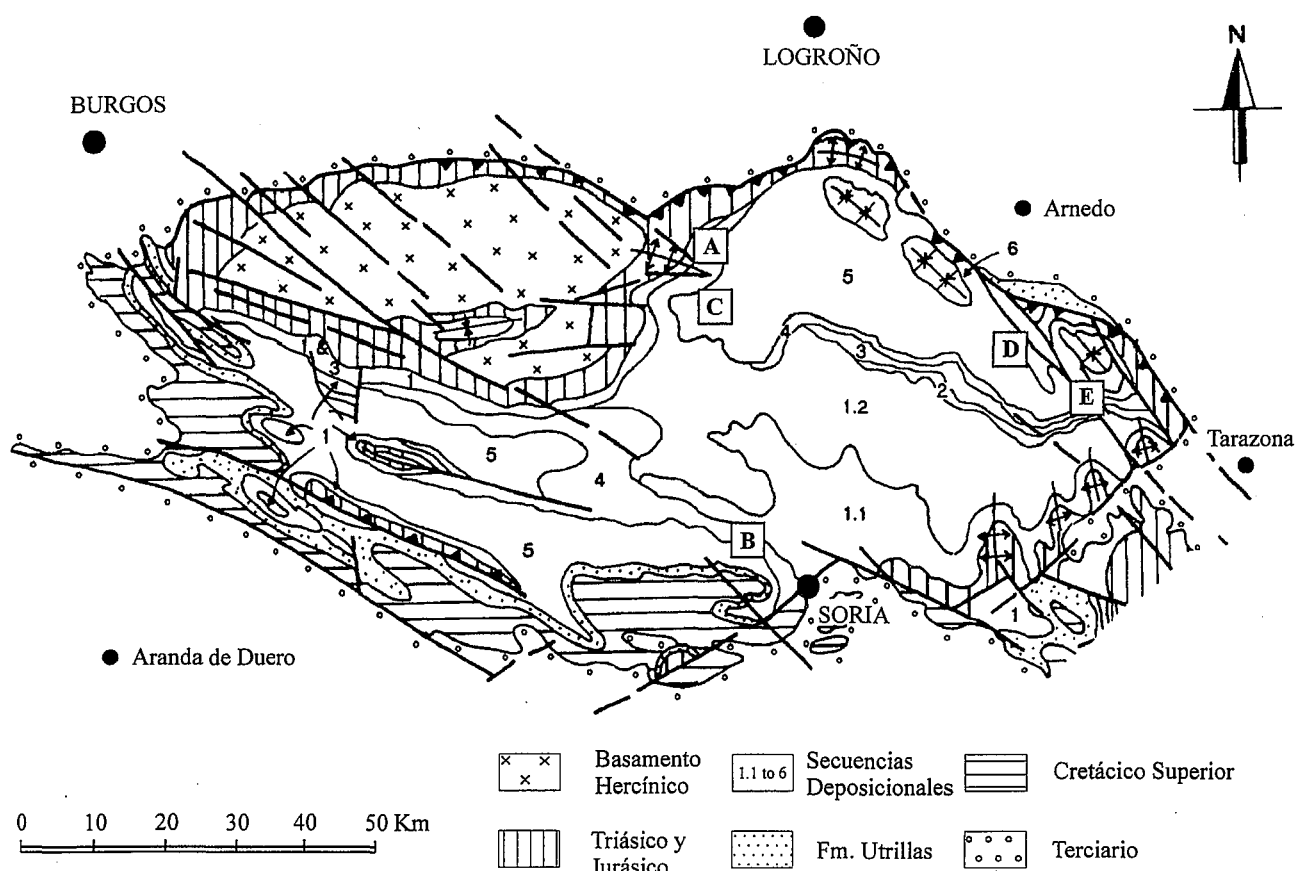 LOGROÑO
N
BURGOS
Arnedo
A
6
5
C
4
3
D
2
3
E
1.2
1
5
Tarazona
4
1.1
5
B
SORIA
1
Aranda de Duero
Basamento Hercínico
1.1 to 6
Secuencias Deposicionales
Cretácico Superior
0 10 20 30 40 50 Km
Triásico y Jurásico
Fm. Utrillas
Terciario